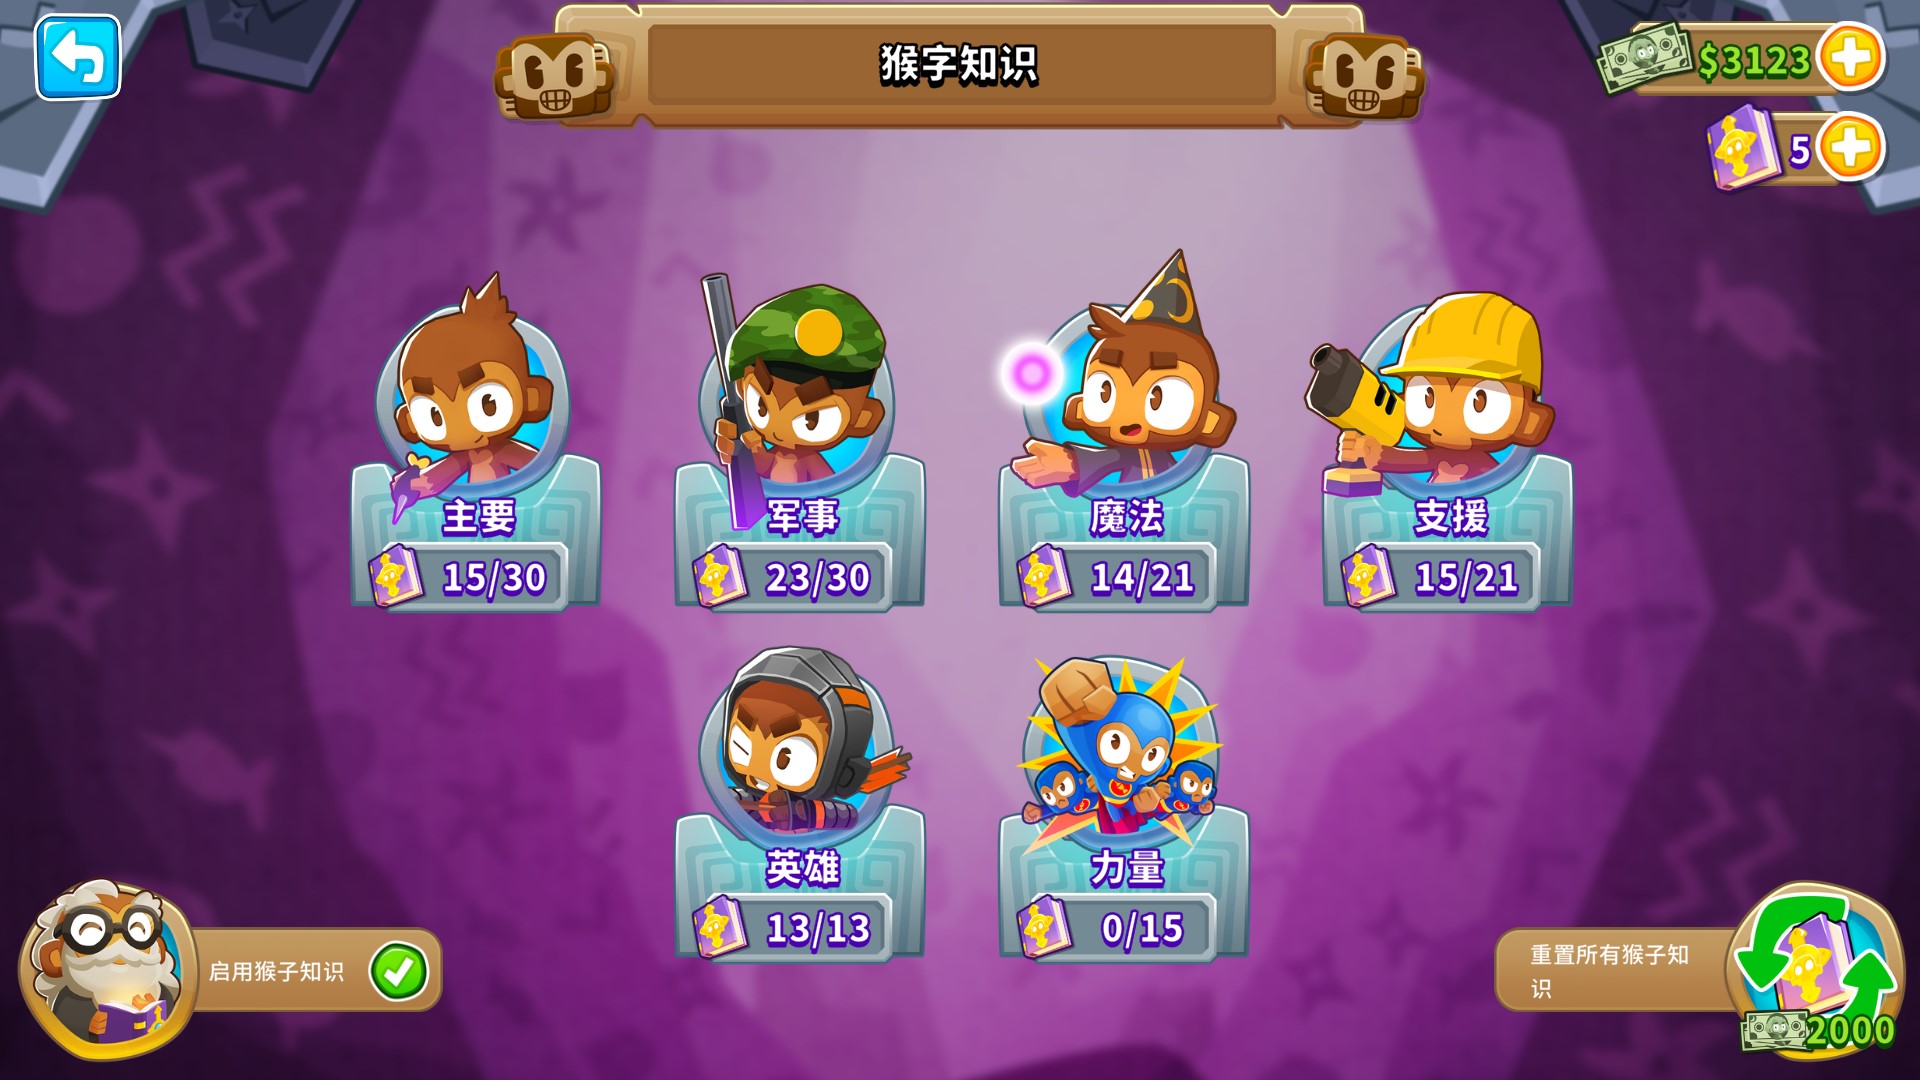 猴字知识
$3123
5
主要
15/30
军事
23/30
魔法
14/21
支援
15/21
英雄
13/13
力量
0/15
启用猴子知识
重置所有猴子知
识
2000